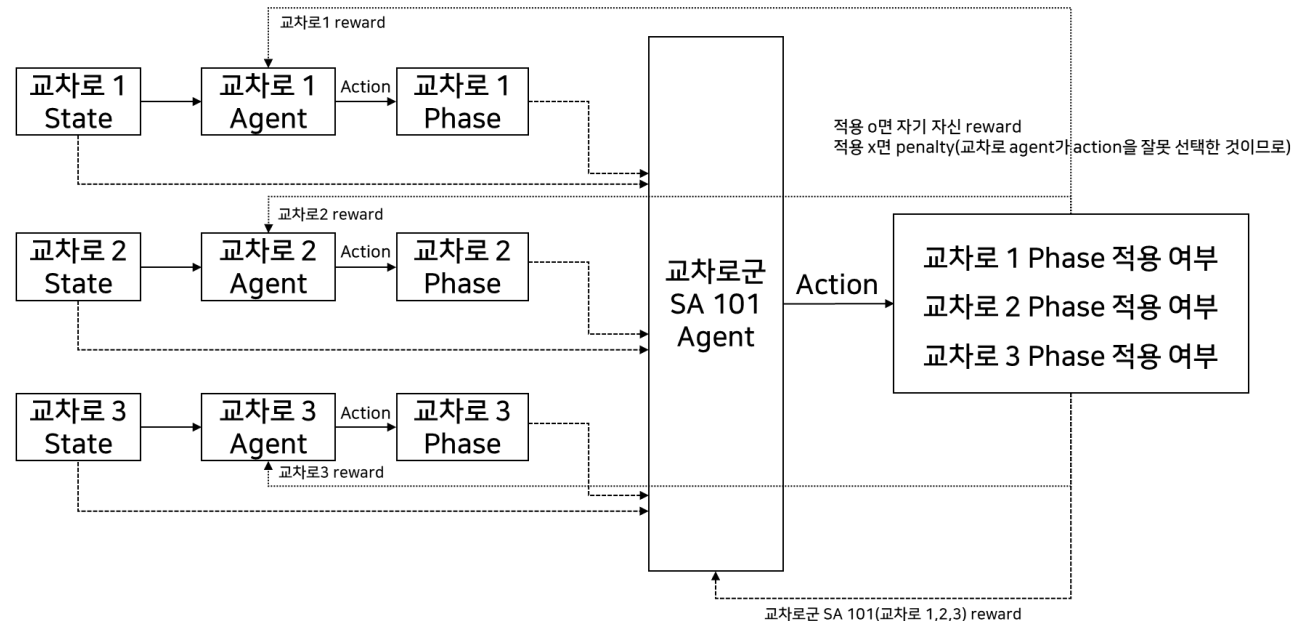 교차로1 reward
교차로 1
State
교차로 1
Agent
Action
교차로 1
Phase
적용 o면 자기 자신 reward
적용 x면 penalty(교차로 agent가 action을 잘못 선택한 것이므로)
교차로2 reward
교차로 2
State
교차로 2
Agent
Action
교차로 2
Phase
교차로군
SA 101
Agent
Action
교차로 1 Phase 적용 여부
교차로 2 Phase 적용 여부
교차로 3 Phase 적용 여부
교차로 3
State
교차로 3
Agent
Action
교차로 3
Phase
교차로3 reward
교차로군 SA 101(교차로 1,2,3) reward